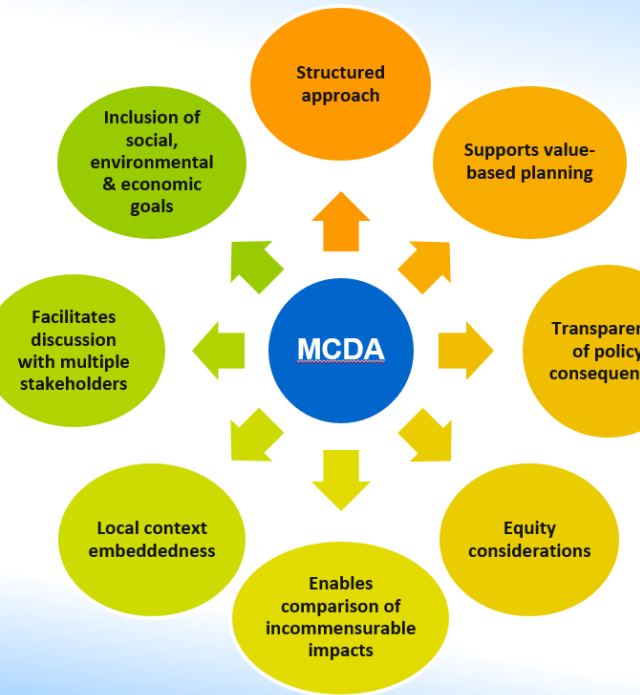 Structured
approach
Supports value-
based planning
Transparen
of policy
consequen
Equity
considerations
Enables
comparison of
incommensurable
impacts
Local context
embeddedness
Facilitates
discussion
with multiple
stakeholders
Inclusion of
social,
environmental
& economic
goals
MCDA